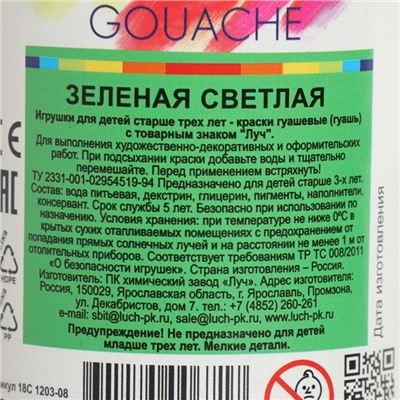 GOUACHE
ЗЕЛЕНАЯ СВЕТЛАЯ
Игрушки для детей старше трех лет - краски гуашевые (гуашь)
с товарным знаком "Луч".
Для выполнения художественно-декоративных и оформительских
работ. При подсыхании краски добавьте воды и тщательно
перемешайте. Перед применением встряхнуть!
ТУ 2331-001-02954519-94 Предназначено для детей старше 3-х лет.
Состав: вода питьевая, декстрин, глицерин, пигменты, наполнители,
консервант. Срок службы 5 лет. Безопасно при использовании по
назначению. Условия хранения: при температуре не ниже 0ºС в
крытых сухих отапливаемых помещениях с предохранением от
попадания прямых солнечных лучей и на расстоянии не менее 1 м от
отопительных приборов. Соответствует требованиям ТР ТС 008/2011
«О безопасности игрушек». Страна изготовления – Россия.
Изготовитель: ПК химический завод «Луч». Адрес изготовителя:
Россия, 150029, Ярославская область, г. Ярославль, Промзона,
ул. Декабристов, дом 7. тел.: +7 (4852) 260-261
e-mail: sbit@luch-pk.ru, sale@luch-pk.ru, www.luch-pk.ru
Предупреждение! Не предназначено для детей
младше трех лет. Мелкие детали.
Дата изготовления
HDPE
PP
икул 18С 1203-08
0-3